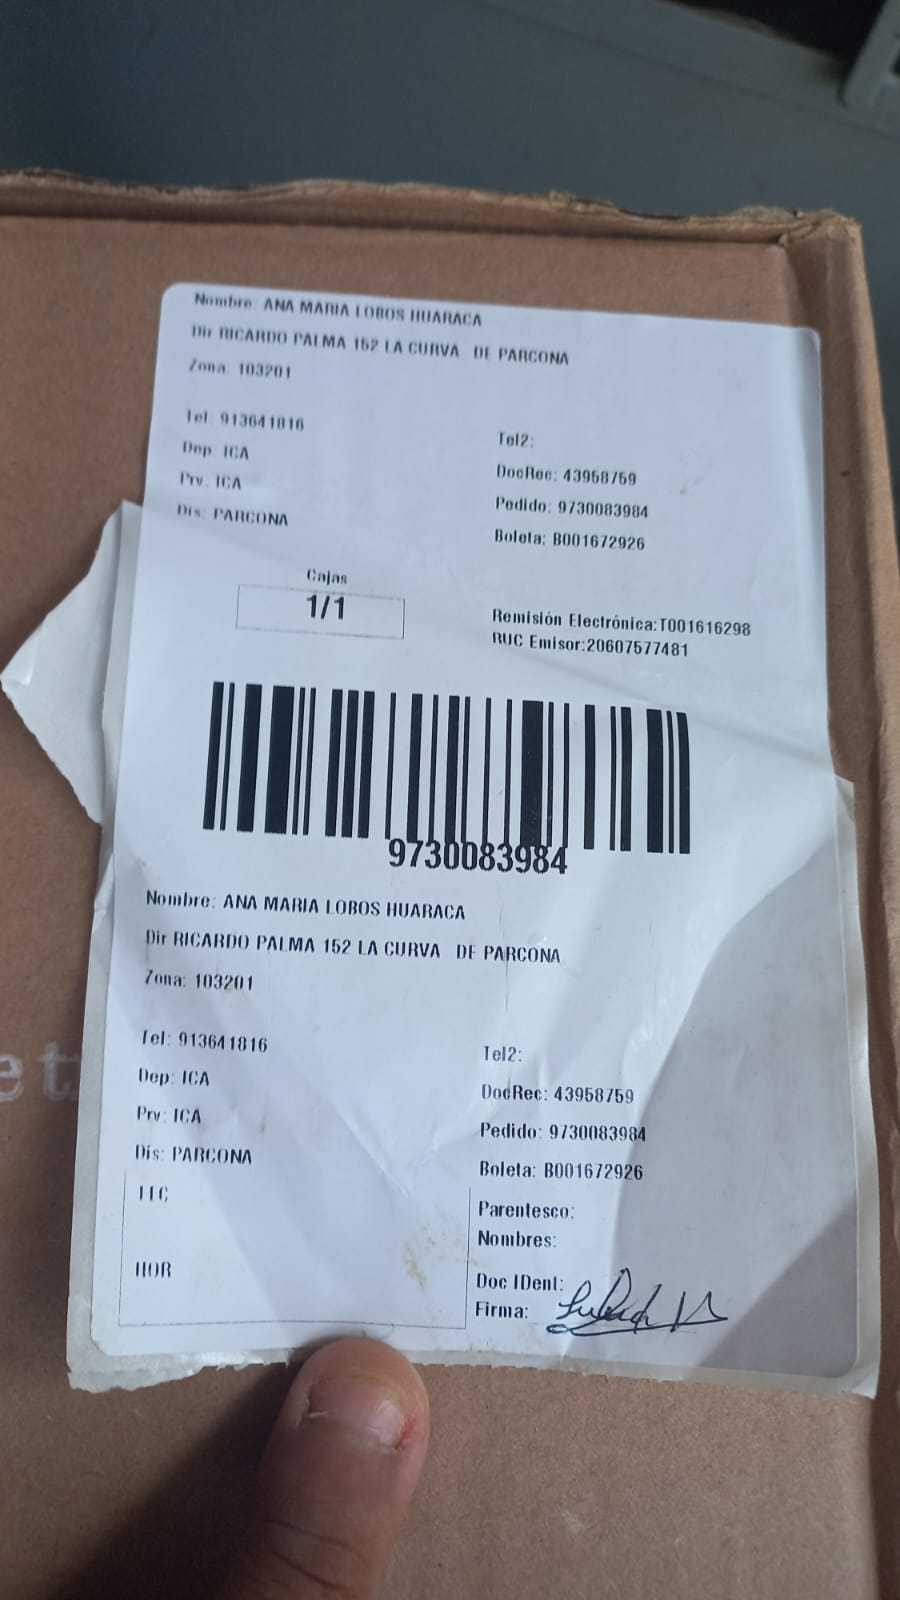 Nombre: ANA MARIA LOBOS HUARACA
Dir RICARDO PALMA 152 LA CURVA DE PARCONA
Zona: 103201
Tel: 913641816
Tel2:
Dep: ICA
DocRec: 43958759
Prv: ICA
Pedido: 9730083984
Dis: PARCONA
Boleta: B001672926
Cajas
1/1
Remisión Electrónica:T001616298
RUC Emisor:20607577481
9730083984
Nombre: ANA MARIA LOBOS HUARACA
Dir RICARDO PALMA 152 LA CURVA DE PARCONA
Zona: 103201
Tel: 913641816
Tel2:
Dep: ICA
DocRec: 43958759
Prv: ICA
Pedido: 9730083984
Dis: PARCONA
Boleta: B001672926
Parentesco:
Nombres:
HOR
Doc IDent:
Firma:
et